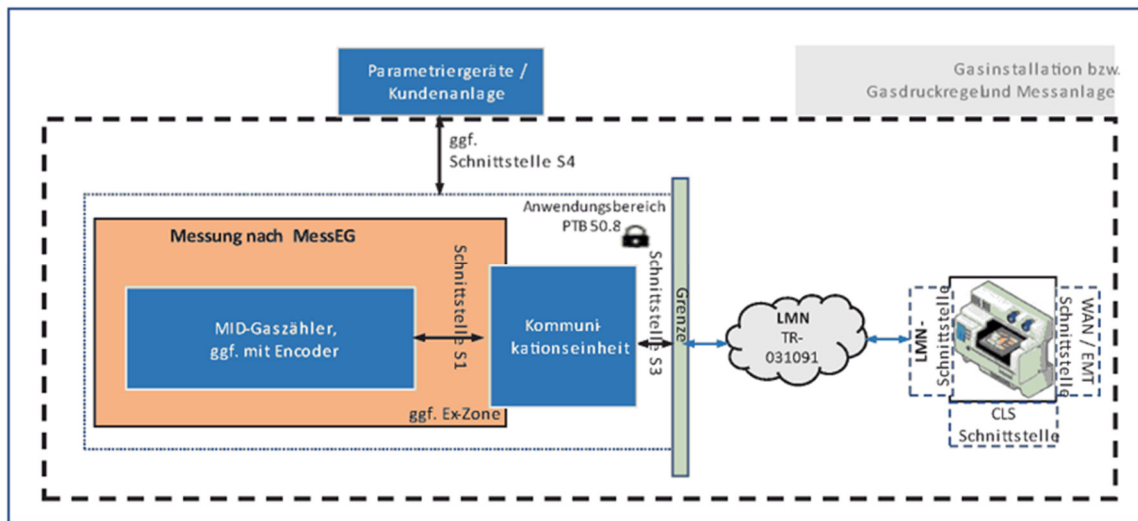 Parametriergeräte /
Kundenanlage
Gasinstallation bzw.
Gasdruckregelund Messanlage
ggf.
Schnittstelle S4
Anwendungsbereich
PTB 50.8
Messung nach MessEG
MID-Gaszähler,
ggf. mit Encoder
Schnittstelle S1
ggf. Ex-Zone
Kommuni-
kationseinheit
Schnittstelle S3
Grenze
LMN
TR-
031091
LMN-
Schnittstelle
WAN / EMT
Schnittstelle
CLS
Schnittstelle